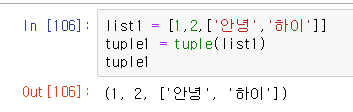 In [106]: list1 = [1,2,['안녕','하이']]
tuple1 = tuple(list1)
tuple1
Out[106]: (1, 2, ['안녕', '하이'])